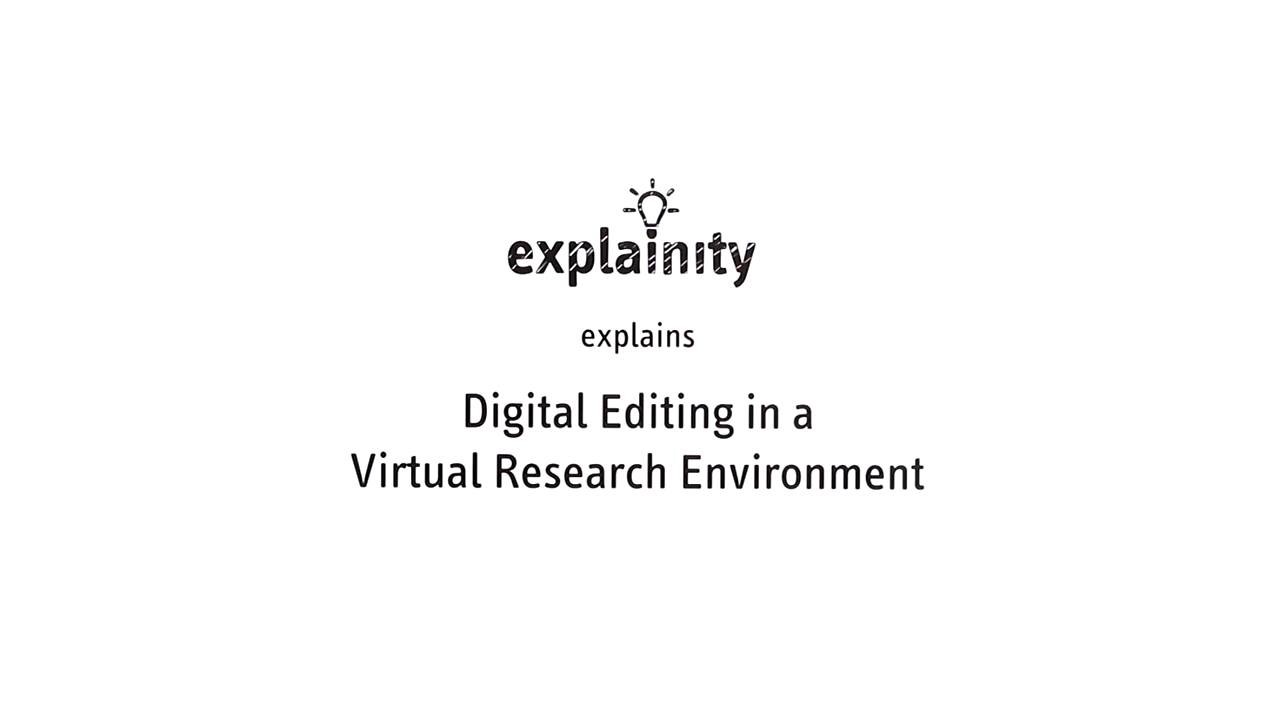 explainity
explains
Digital Editing in a
Virtual Research Environment